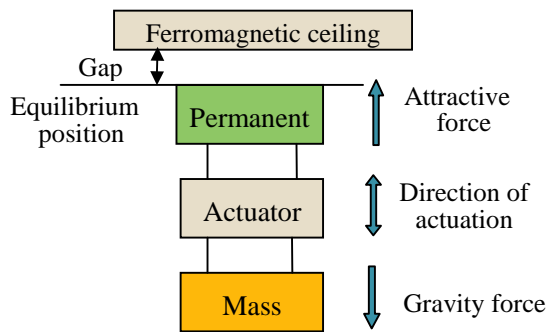 Ferromagnetic ceiling
Gap
Equilibrium
position
Permanent
Attractive
force
Actuator
Direction of
actuation
Mass
Gravity force